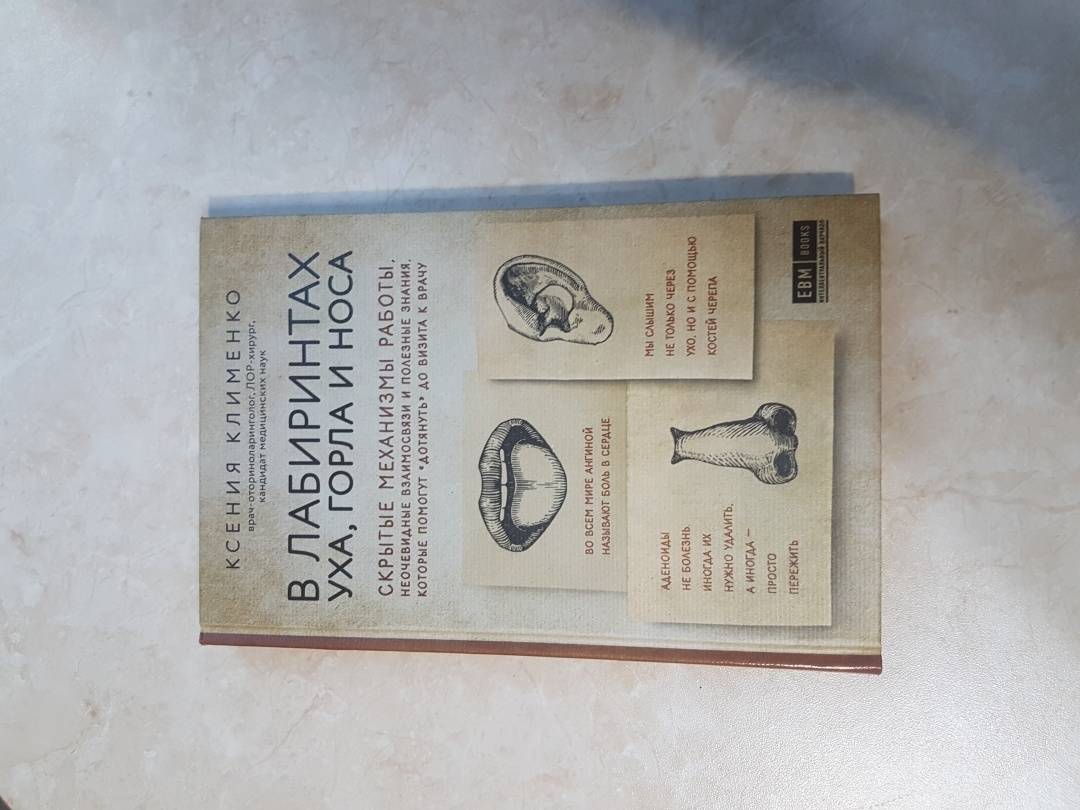 КСЕНИЯ КЛИМЕНКО
врач-оториноларинголог, ЛОР-хирург,
кандидат медицинских наук
В ЛАБИРИНТАХ
УХА, ГОРЛА И НОСА
СКРЫТЫЕ МЕХАНИЗМЫ РАБОТЫ,
НЕОЧЕВИДНЫЕ ВЗАИМОСВЯЗИ И ПОЛЕЗНЫЕ ЗНАНИЯ,
КОТОРЫЕ ПОМОГУТ "ДОТЯНУТЬ" ДО ВИЗИТА К ВРАЧУ
ВО ВСЕМ МИРЕ АНГИНОЙ
НАЗЫВАЮТ БОЛЬ В СЕРДЦЕ
МЫ СЛЫШИМ
НЕ ТОЛЬКО ЧЕРЕЗ
УХО, НО И С ПОМОЩЬЮ
КОСТЕЙ ЧЕРЕПА
АДЕНОИДЫ
НЕ БОЛЕЗНЬ.
ИНОГДА ИХ
НУЖНО УДАЛИТЬ,
А ИНОГДА —
ПРОСТО
ПЕРЕЖИТЬ
EBM BOOKS
ИНТЕЛЛЕКТУАЛЬНЫЙ НАУЧПОП